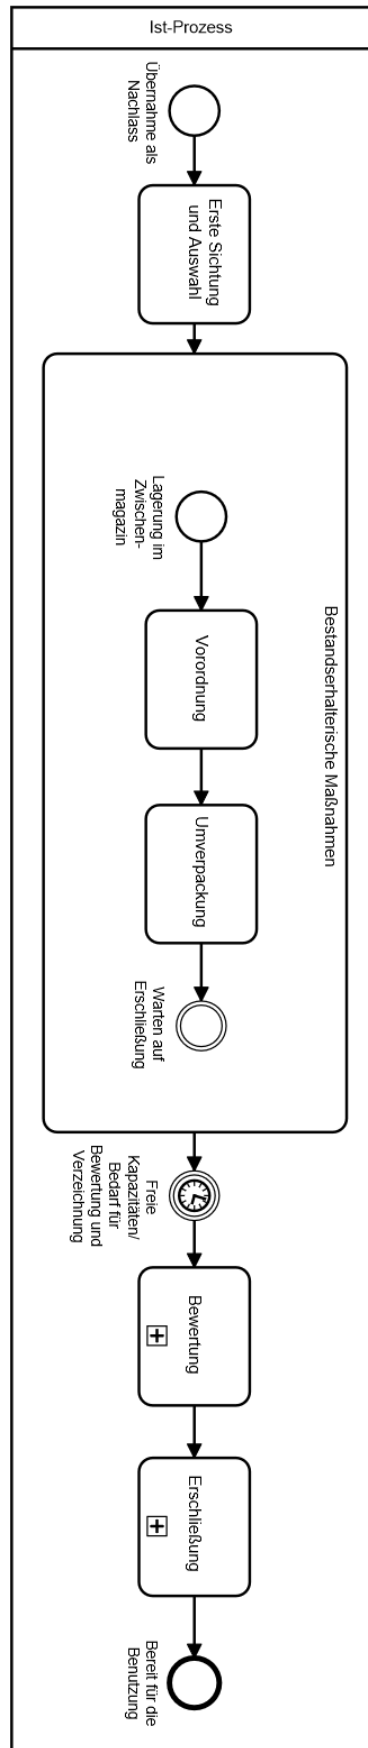 Ist-Prozess
Übernahme als
Nachlass
Erste Sichtung
und Auswahl
Bestandserhalterische Maßnahmen
Lagerung im
Zwischen-
magazin
Vorordnung
Umverpackung
Warten auf
Erschließung
Freie
Kapazitäten/
Bedarf für
Bewertung und
Verzeichnung
Bewertung
Erschließung
Bereit für die
Benutzung